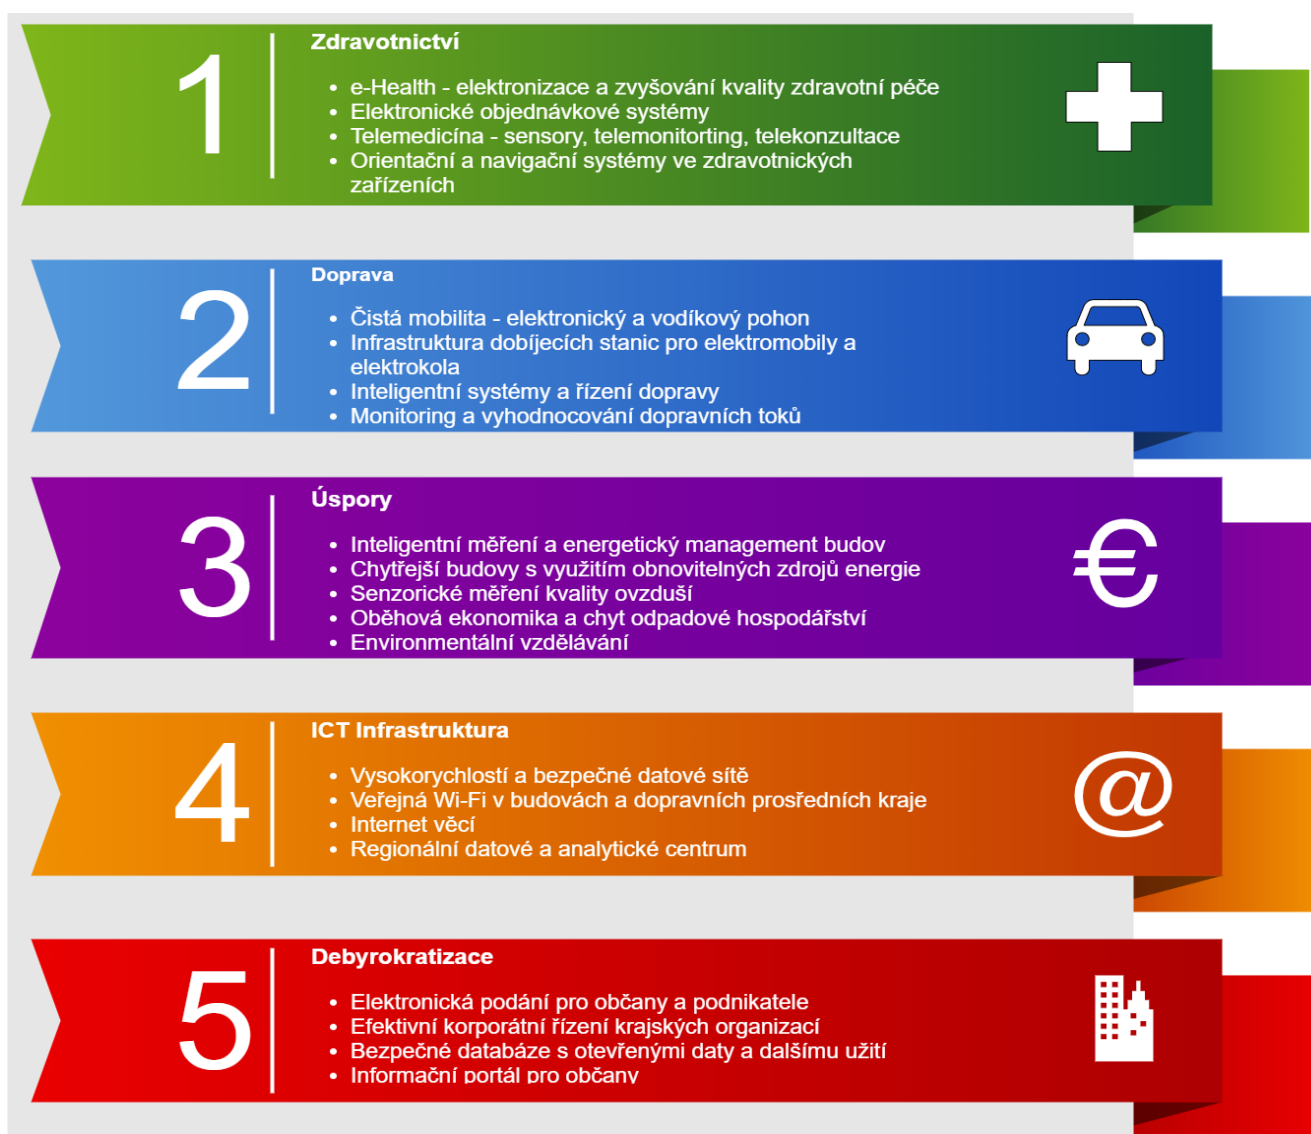 1
Zdravotnictví
• e-Health - elektronizace a zvyšování kvality zdravotní péče
• Elektronické objednávkové systémy
• Telemedicína - sensory, telemonitorting, telekonzultace
• Orientační a navigační systémy ve zdravotnických
zařízeních
2
Doprava
• Čistá mobilita - elektronický a vodíkový pohon
• Infrastruktura dobíjecích stanic pro elektromobily a
elektrokola
• Inteligentní systémy a řízení dopravy
• Monitoring a vyhodnocování dopravních toků
3
Úspory
• Inteligentní měření a energetický management budov
• Chytřejší budovy s využitím obnovitelných zdrojů energie
• Senzorické měření kvality ovzduší
• Oběhová ekonomika a chyt odpadové hospodářství
• Environmentální vzdělávání
€
4
ICT Infrastruktura
• Vysokorychlostí a bezpečné datové sítě
• Veřejná Wi-Fi v budovách a dopravních prosředních kraje
• Internet věcí
• Regionální datové a analytické centrum
@
5
Debyrokratizace
• Elektronická podání pro občany a podnikatele
• Efektivní korporátní řízení krajských organizací
• Bezpečné databáze s otevřenými daty a dalšímu užití
• Informační portál pro občany